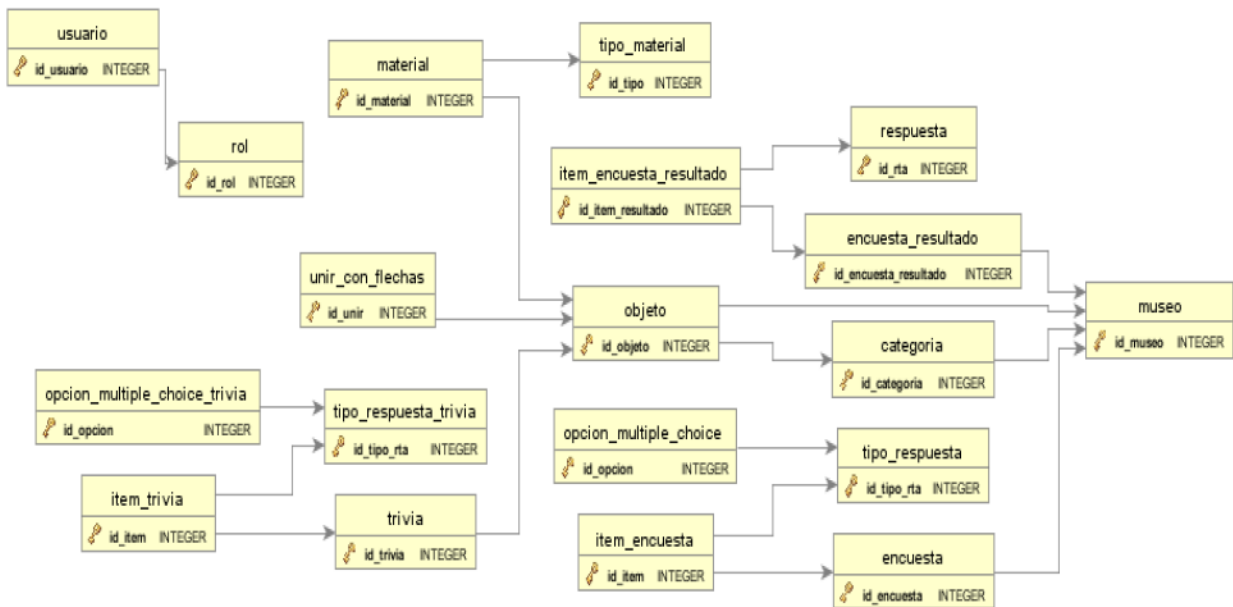 usuario
id_usuario INTEGER
rol
id_rol INTEGER
material
id_material INTEGER
tipo_material
id_tipo INTEGER
respuesta
id_rta INTEGER
item_encuesta_resultado
id_item_resultado INTEGER
encuesta_resultado
id_encuesta_resultado INTEGER
unir_con_flechas
id_unir INTEGER
objeto
id_objeto INTEGER
museo
id_museo INTEGER
categoria
id_categoria INTEGER
opcion_multiple_choice_trivia
id_opcion INTEGER
tipo_respuesta_trivia
id_tipo_rta INTEGER
opcion_multiple_choice
id_opcion INTEGER
tipo_respuesta
id_tipo_rta INTEGER
item_trivia
id_item INTEGER
trivia
id_trivia INTEGER
item_encuesta
id_item INTEGER
encuesta
id_encuesta INTEGER